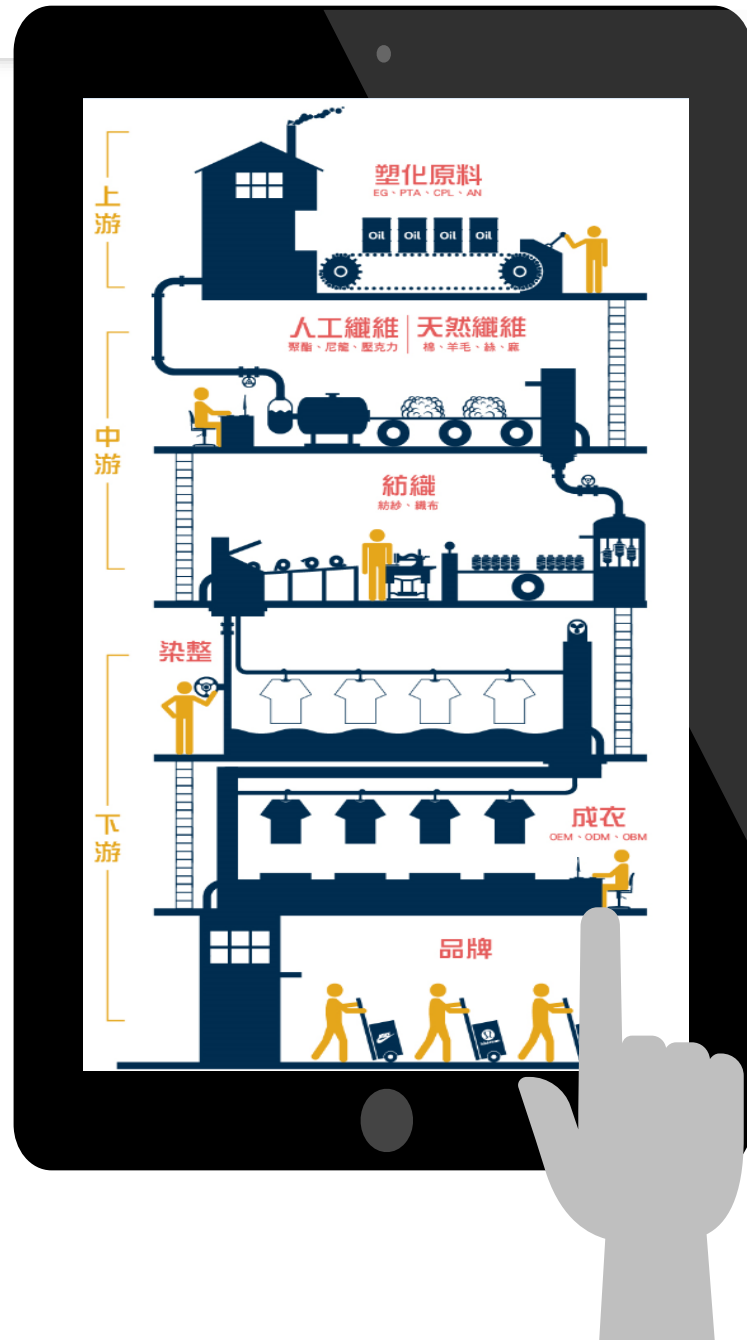 上游
塑化原料
EG、PTA、CPL、AN
Oil Oil Oil Oil
人工纖維 天然纖維
聚酯、尼龍、壓克力 棉、羊毛、絲、麻
中游
紡織
紡紗、織布
染整
下游
成衣
OEM、ODM、OBM
品牌